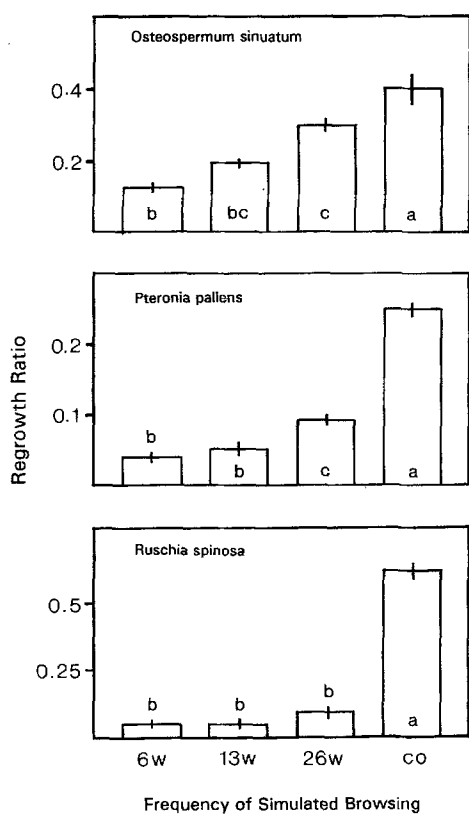 Osteospermum sinuatum
0.4
0.2
b bc c a
Pteronia pallens
0.2
0.1
b
b c a
Regrowth Ratio
Ruschia spinosa
0.5
0.25
b b b
a
6w 13w 26w co
Frequency of Simulated Browsing